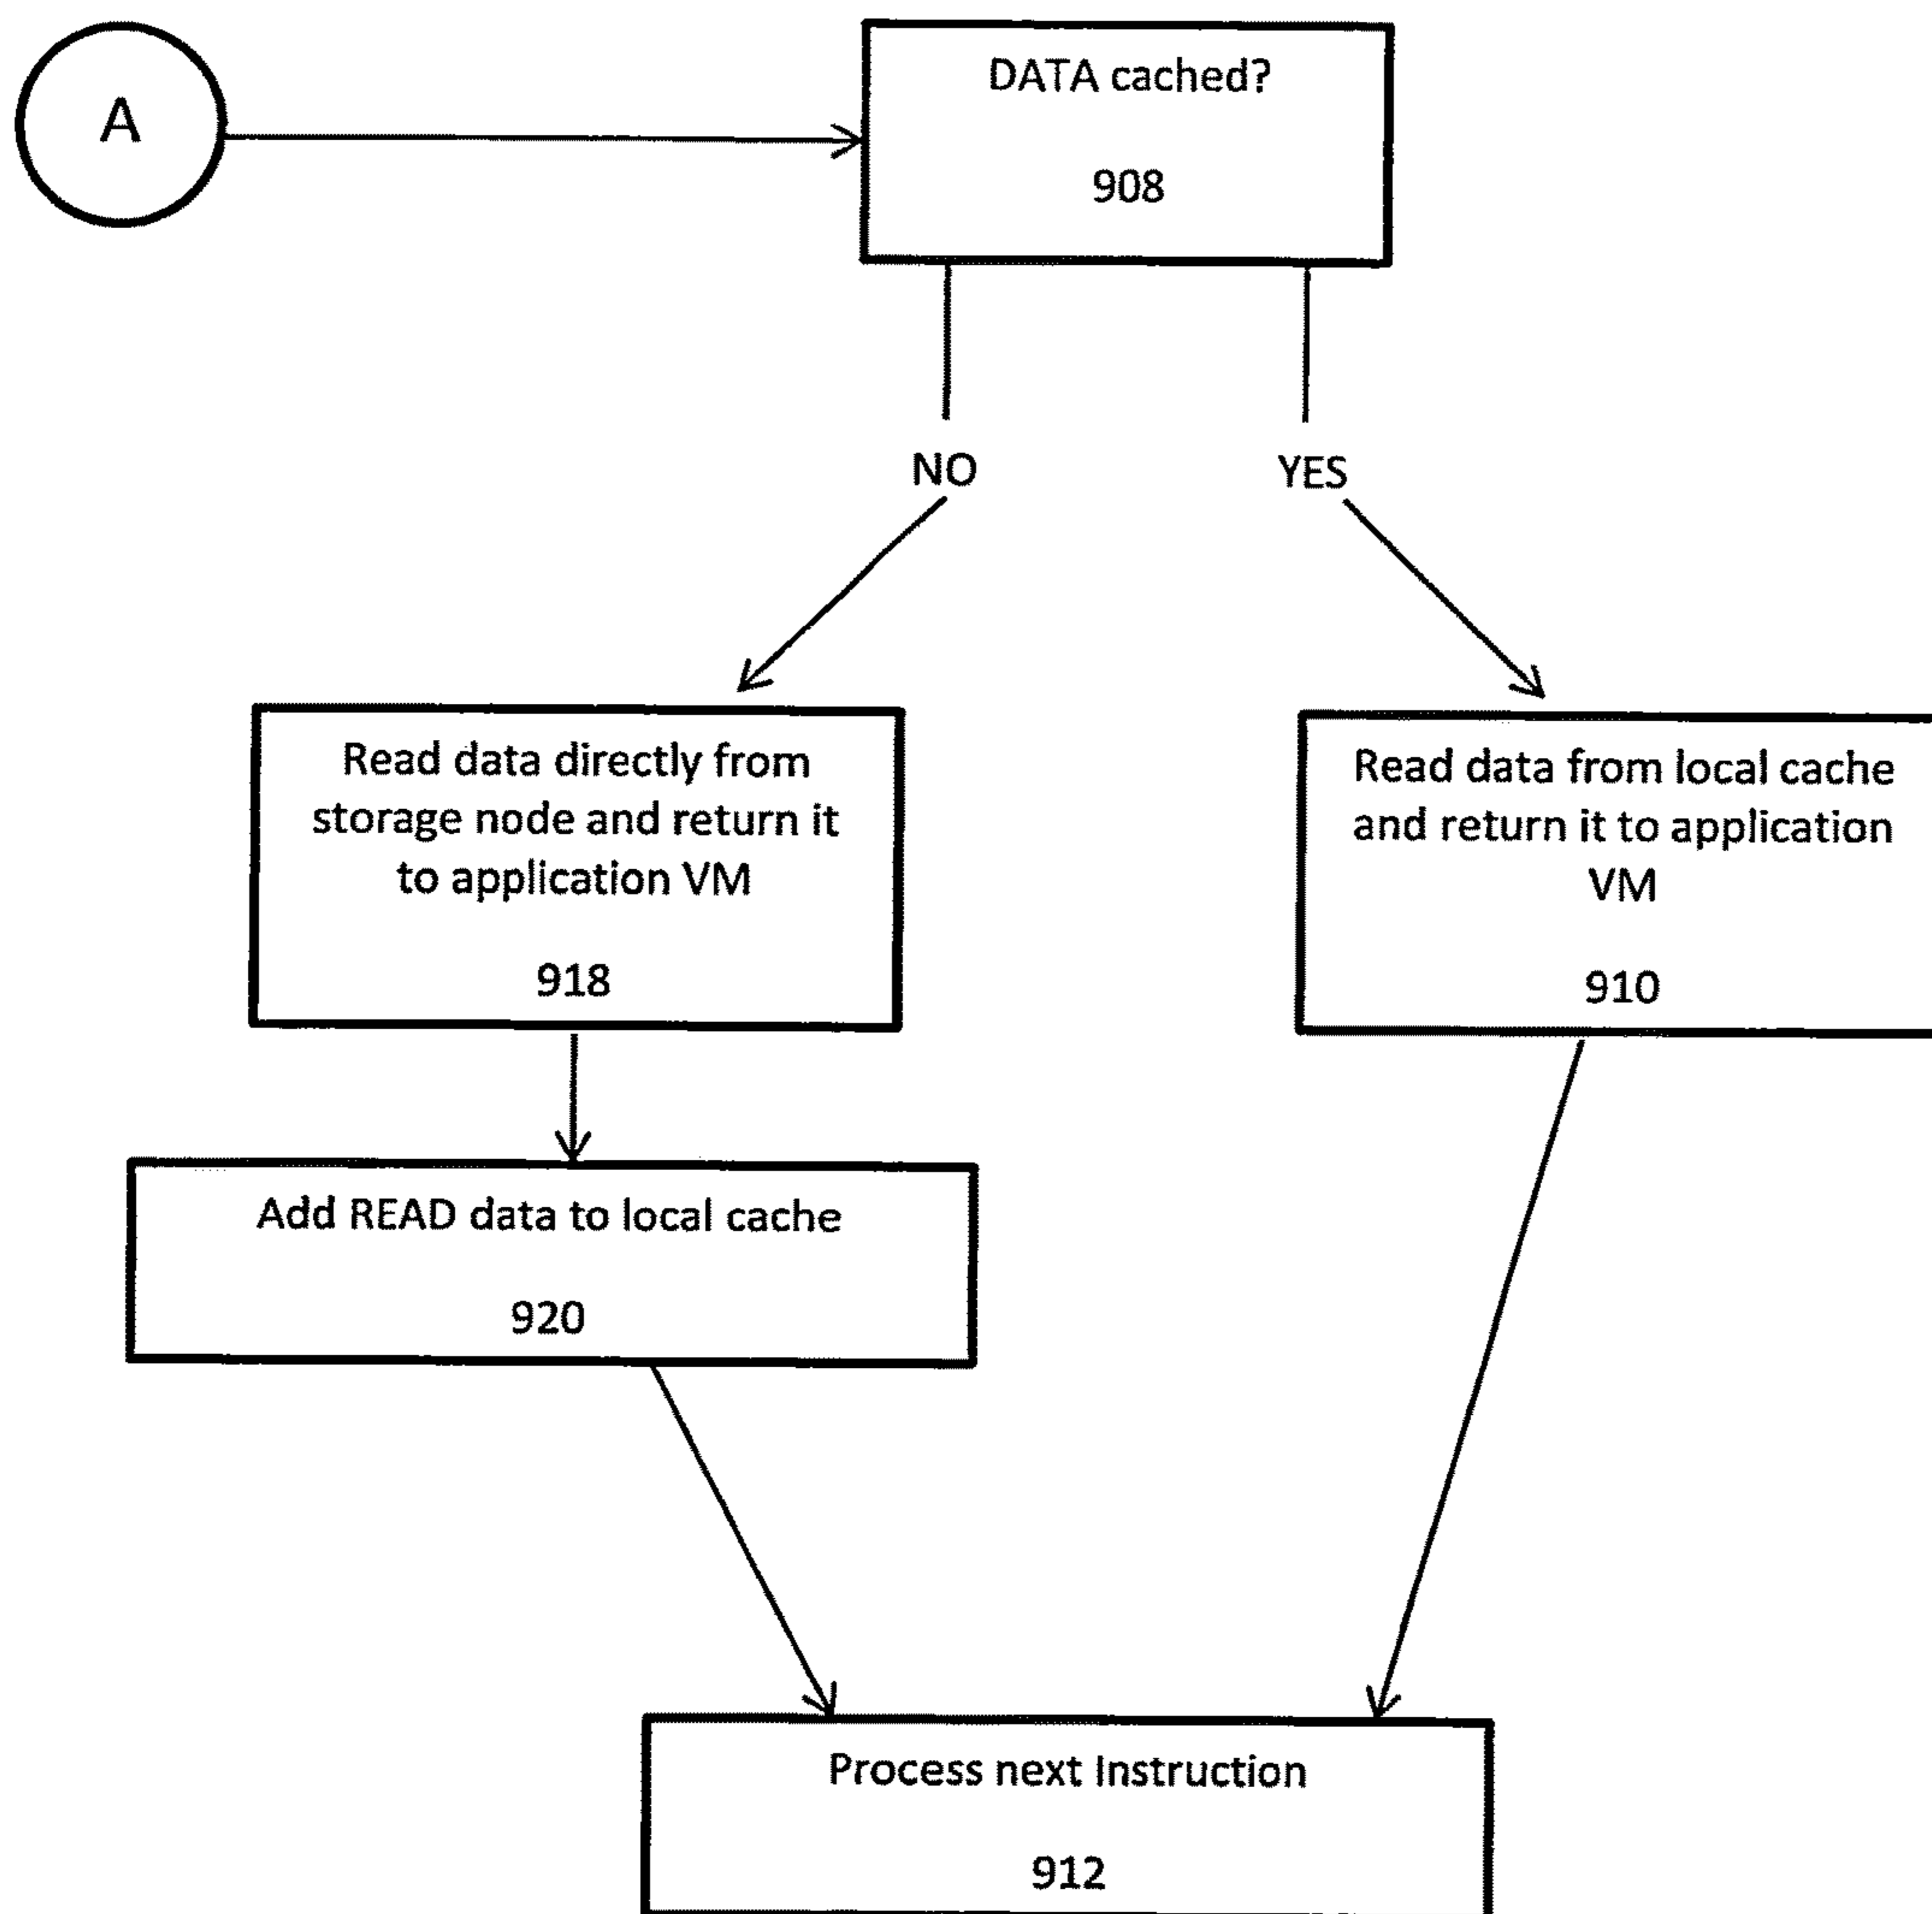 A
DATA cached?
908
NO
YES
Read data directly from
storage node and return it
to application VM
918
Read data from local cache
and return it to application
VM
910
Add READ data to local cache
920
Process next Instruction
912